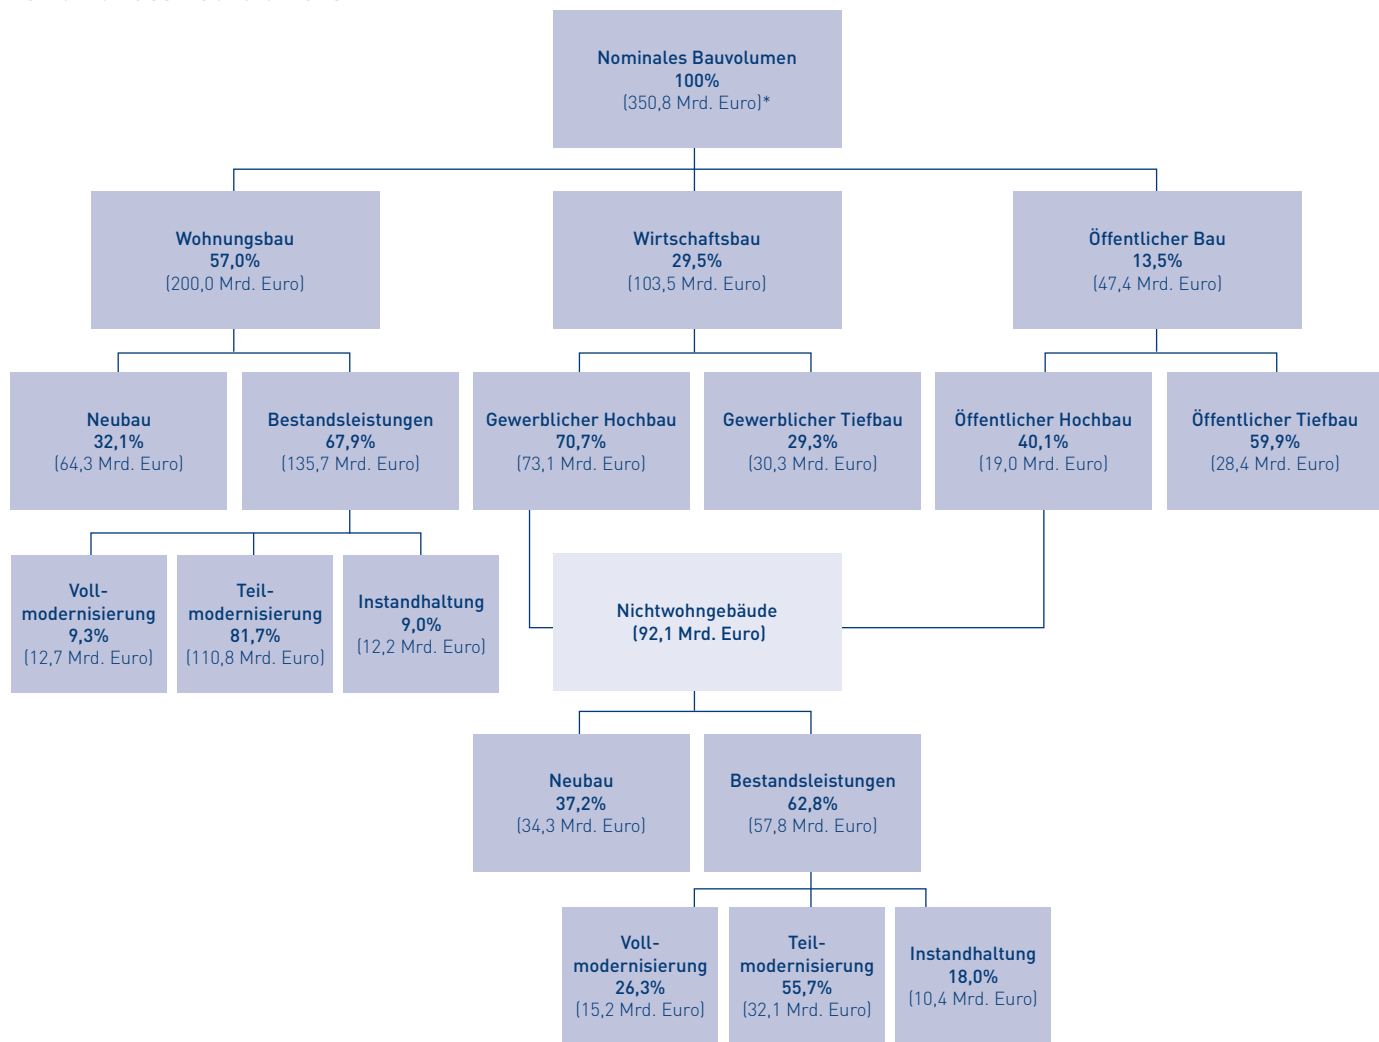 Nominales Bauvolumen
100%
(350,8 Mrd. Euro)*
Wohnungsbau
57,0%
(200,0 Mrd. Euro)
Wirtschaftsbau
29,5%
(103,5 Mrd. Euro)
Öffentlicher Bau
13,5%
(47,4 Mrd. Euro)
Neubau
32,1%
(64,3 Mrd. Euro)
Bestandsleistungen
67,9%
(135,7 Mrd. Euro)
Gewerblicher Hochbau
70,7%
(73,1 Mrd. Euro)
Gewerblicher Tiefbau
29,3%
(30,3 Mrd. Euro)
Öffentlicher Hochbau
40,1%
(19,0 Mrd. Euro)
Öffentlicher Tiefbau
59,9%
(28,4 Mrd. Euro)
Voll-
modernisierung
9,3%
(12,7 Mrd. Euro)
Teil-
modernisierung
81,7%
(110,8 Mrd. Euro)
Instandhaltung
9,0%
(12,2 Mrd. Euro)
Nichtwohngebäude
(92,1 Mrd. Euro)
Neubau
37,2%
(34,3 Mrd. Euro)
Bestandsleistungen
62,8%
(57,8 Mrd. Euro)
Voll-
modernisierung
26,3%
(15,2 Mrd. Euro)
Teil-
modernisierung
55,7%
(32,1 Mrd. Euro)
Instandhaltung
18,0%
(10,4 Mrd. Euro)